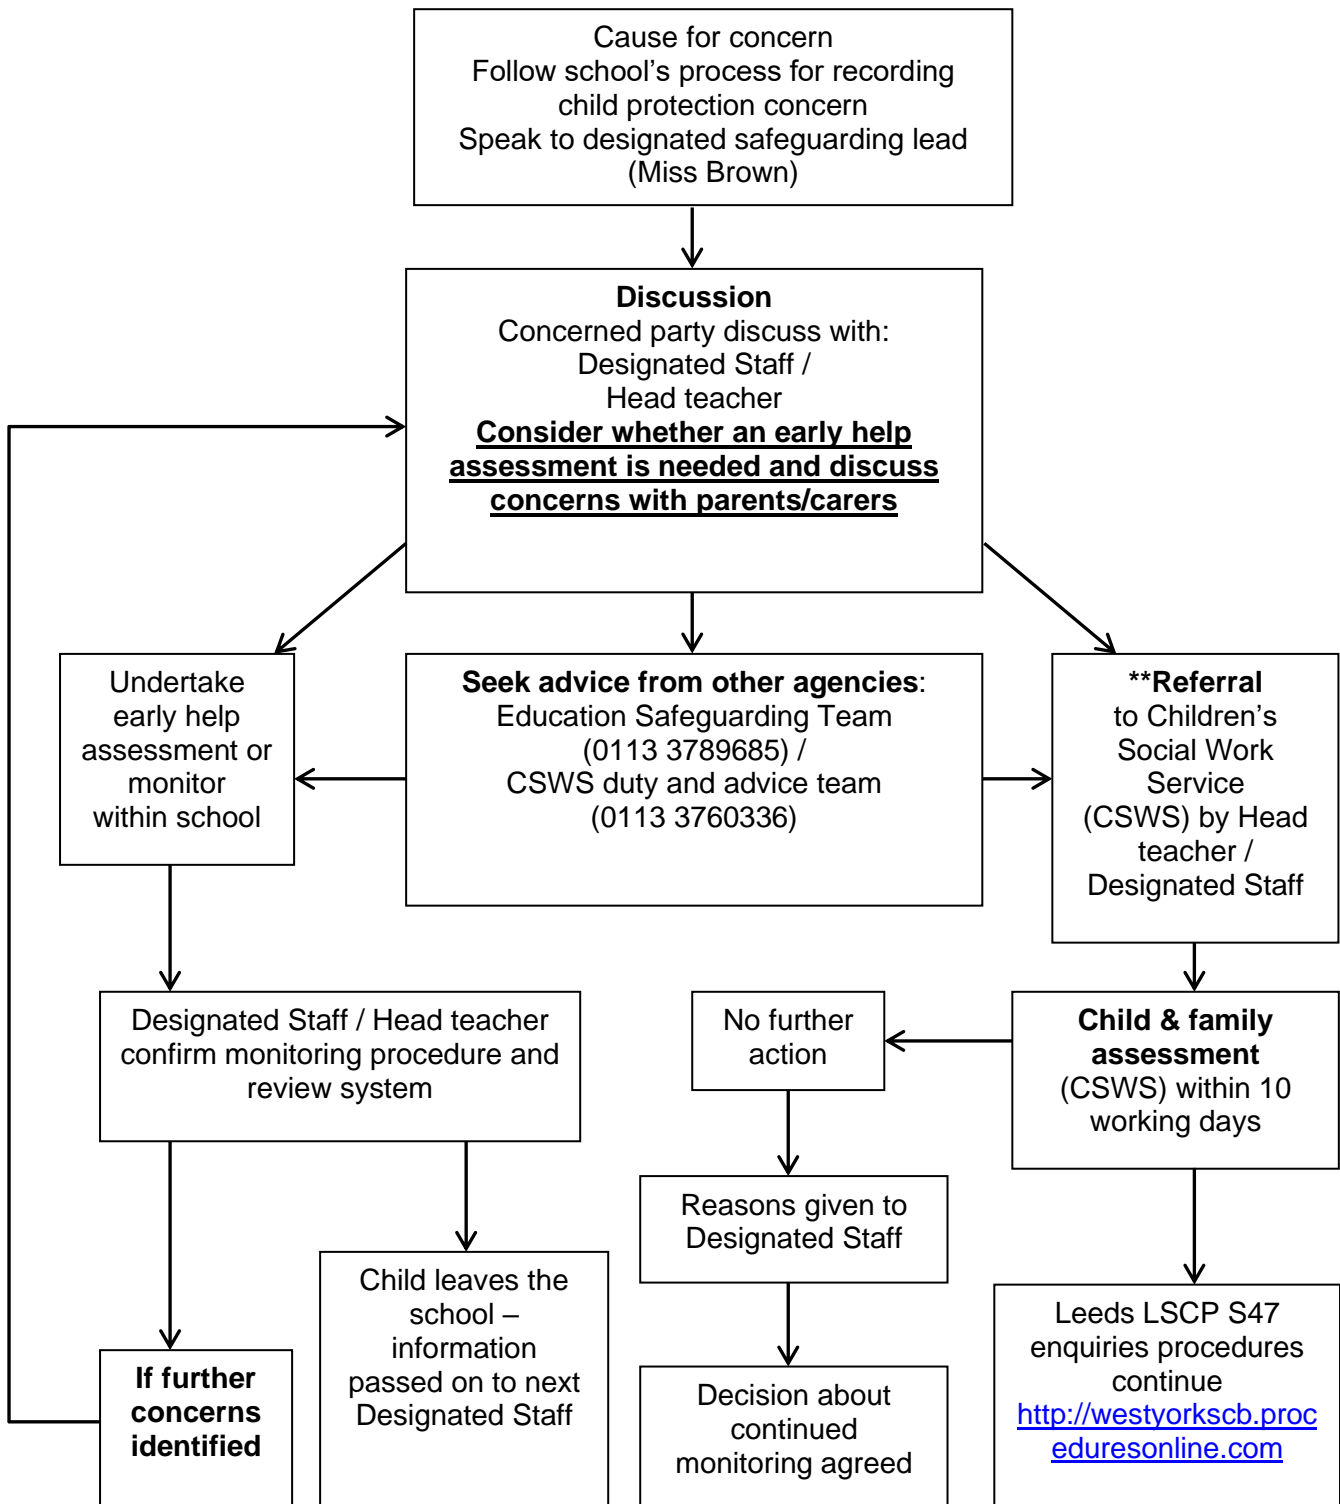 Cause for concern
Follow school’s process for recording
child protection concern
Speak to designated safeguarding lead
(Miss Brown)
Discussion
Concerned party discuss with:
Designated Staff /
Head teacher
Consider whether an early help
assessment is needed and discuss
concerns with parents/carers
Undertake
early help
assessment or
monitor
within school
Seek advice from other agencies:
Education Safeguarding Team
(0113 3789685) /
CSWS duty and advice team
(0113 3760336)
**Referral
to Children’s
Social Work
Service
(CSWS) by Head
teacher /
Designated Staff
Designated Staff / Head teacher
confirm monitoring procedure and
review system
No further
action
Child & family
assessment
(CSWS) within 10
working days
Reasons given to
Designated Staff
If further
concerns
identified
Child leaves the
school –
information
passed on to next
Designated Staff
Decision about
continued
monitoring agreed
Leeds LSCP S47
enquiries procedures
continue
http://westyorkscb.proc
eduresonline.com